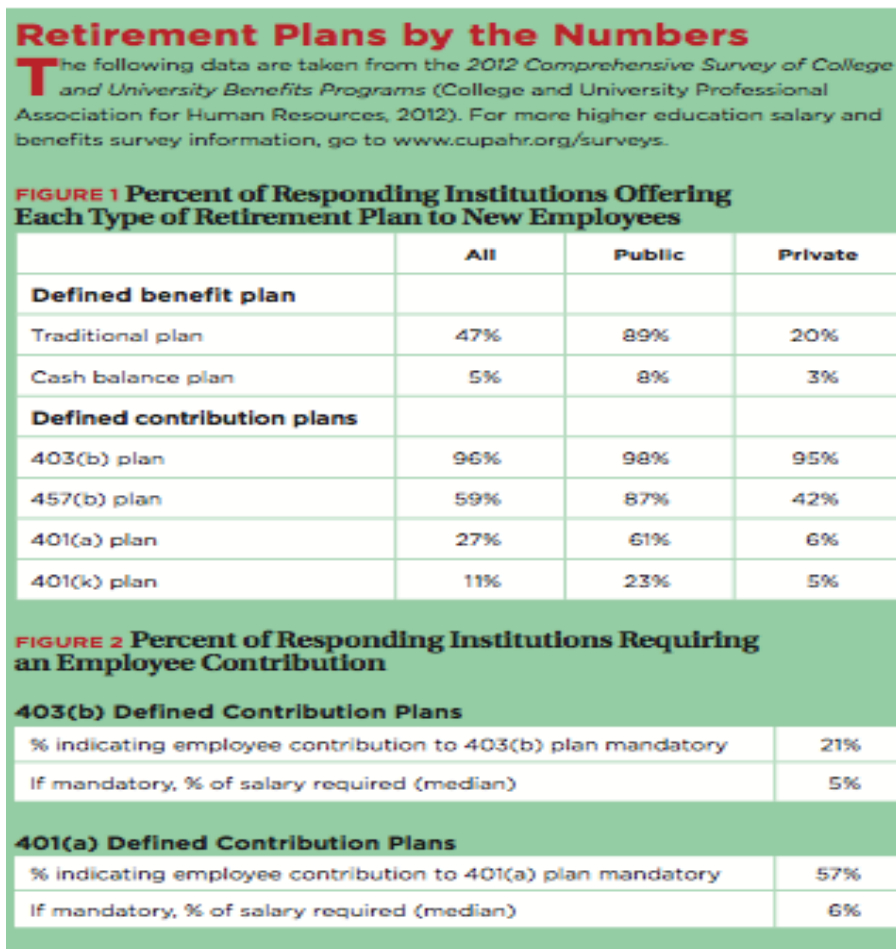 Retirement Plans by the Numbers
The following data are taken from the 2012 Comprehensive Survey of College
and University Benefits Programs (College and University Professional
Association for Human Resources, 2012). For more higher education salary and
benefits survey information, go to www.cupahr.org/surveys.
FIGURE 1 Percent of Responding Institutions Offering
Each Type of Retirement Plan to New Employees
All Public Private
Defined benefit plan
Traditional plan 47% 89% 20%
Cash balance plan 5% 8% 3%
Defined contribution plans
403(b) plan 96% 98% 95%
457(b) plan 59% 87% 42%
401(a) plan 27% 61% 6%
401(k) plan 11% 23% 5%
FIGURE 2 Percent of Responding Institutions Requiring
an Employee Contribution
403(b) Defined Contribution Plans
% indicating employee contribution to 403(b) plan mandatory 21%
If mandatory, % of salary required (median) 5%
401(a) Defined Contribution Plans
% indicating employee contribution to 401(a) plan mandatory 57%
If mandatory, % of salary required (median) 6%